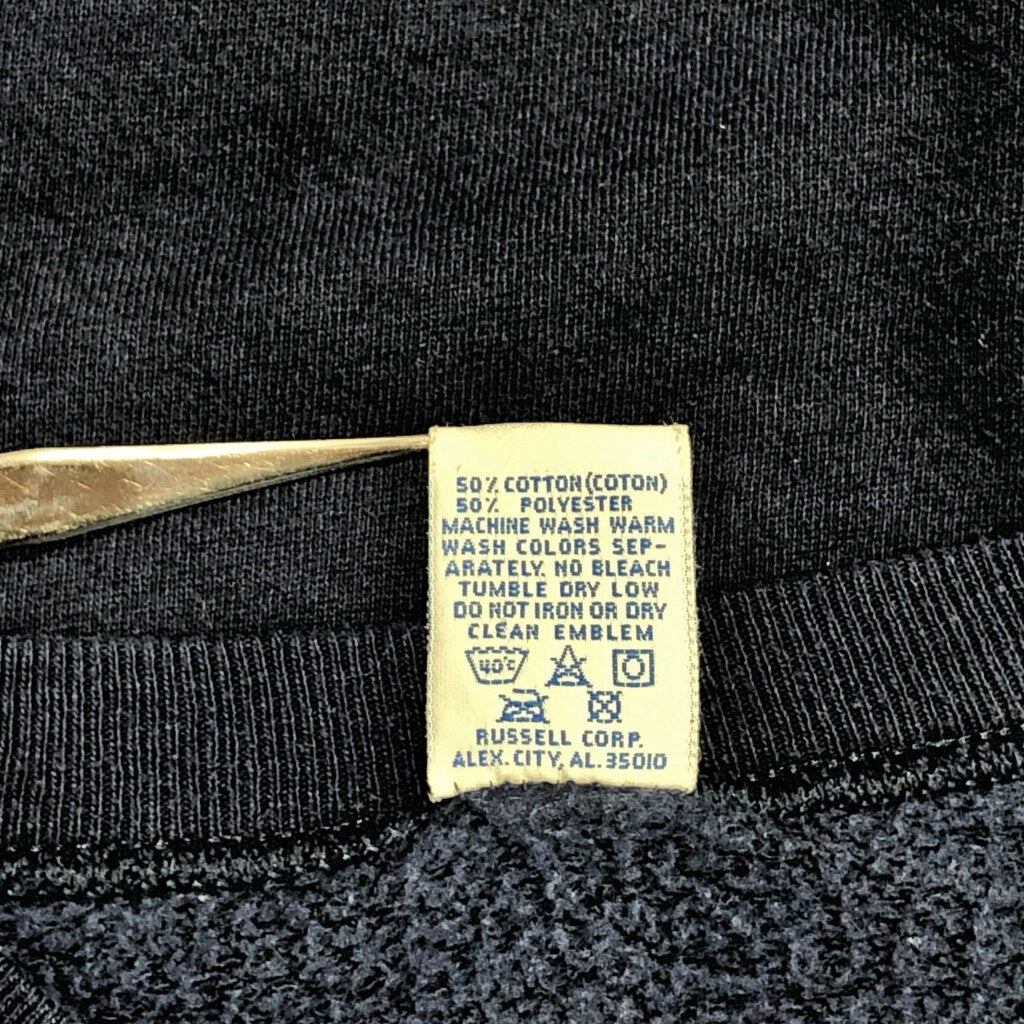 50% COTTON (COTON)
50% POLYESTER
MACHINE WASH WARM
WASH COLORS SEP-
ARATELY. NO BLEACH
TUMBLE DRY LOW
DO NOT IRON OR DRY
CLEAN EMBLEM
40°C
RUSSELL CORP.
ALEX. CITY, AL. 35010